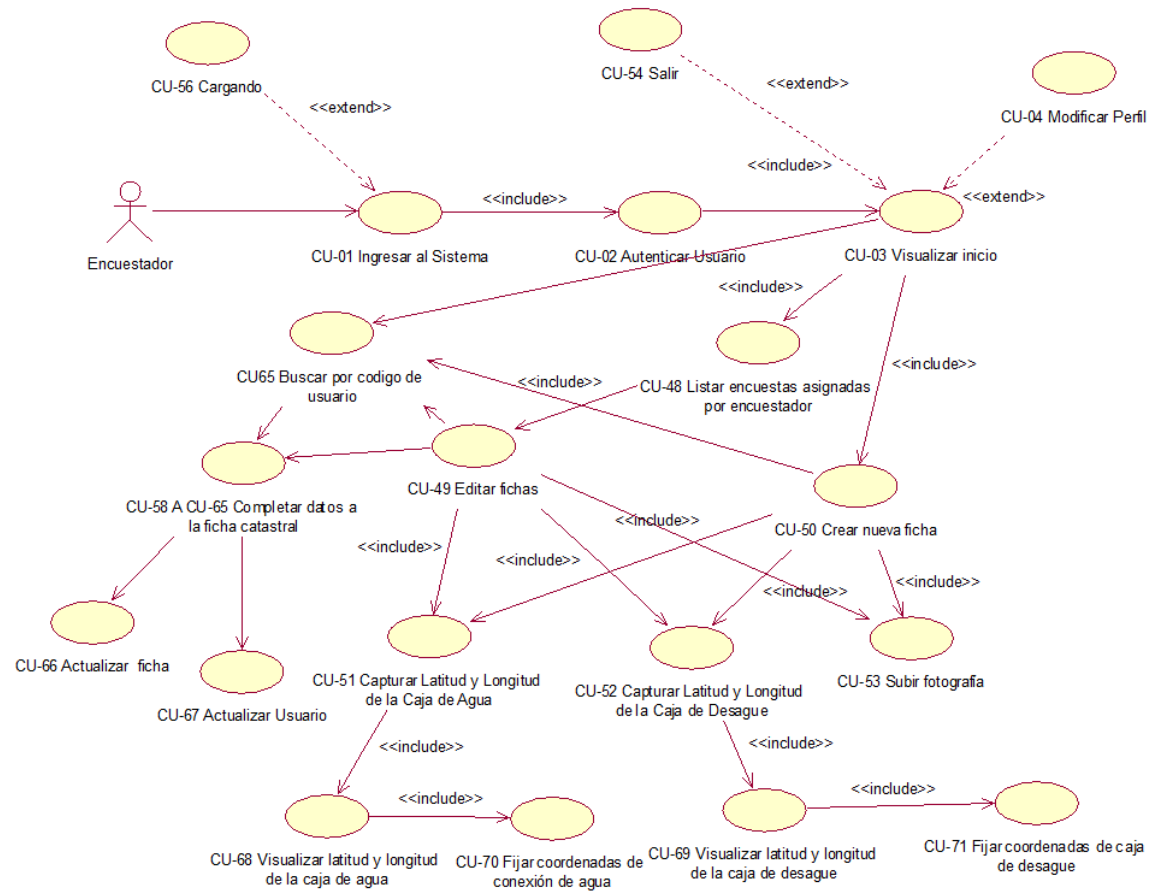 CU-54 Salir
CU-56 Cargando
<<extend>>
<<extend>>
CU-04 Modificar Perfil
<<include>>
<<include>>
<<extend>>
Encuestador
CU-01 Ingresar al Sistema
CU-02 Autenticar Usuario
CU-03 Visualizar inicio
<<include>>
<<include>>
CU65 Buscar por codigo de
usuario
<<include>>
CU-48 Listar encuestas asignadas
por encuestador
CU-49 Editar fichas
CU-58 A CU-65 Completar datos a
la ficha catastral
<<include>>
<<include>>
<<include>>
CU-50 Crear nueva ficha
<<include>>
<<include>>
<<include>>
CU-66 Actualizar ficha
CU-67 Actualizar Usuario
CU-51 Capturar Latitud y Longitud
de la Caja de Agua
CU-52 Capturar Latitud y Longitud
de la Caja de Desague
CU-53 Subir fotografía
<<include>>
<<include>>
<<include>>
<<include>>
CU-68 Visualizar latitud y longitud
de la caja de agua
CU-70 Fijar coordenadas de
conexión de agua
CU-69 Visualizar latitud y longitud
de la caja de desague
CU-71 Fijar coordenadas de caja
de desague